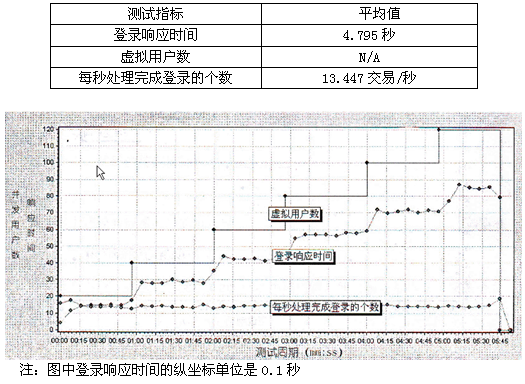 测试指标 平均值
登录响应时间 4.795 秒
虚拟用户数 N/A
每秒处理完成登录的个数 13.447 交易/秒
120
110
100
90
80
70
60
50
40
30
20
10
0
响应时间
并发用户数
虚拟用户数
登录响应时间
每秒处理完成登录的个数
00:00 00:15 00:30 00:45 01:00 01:15 01:30 01:45 02:00 02:15 02:30 02:45 03:00 03:15 03:30 03:45 04:00 04:15 04:30 04:45 05:00 05:15 05:30 05:45
测试周期 (mm:ss)
注：图中登录响应时间的纵坐标单位是 0.1 秒